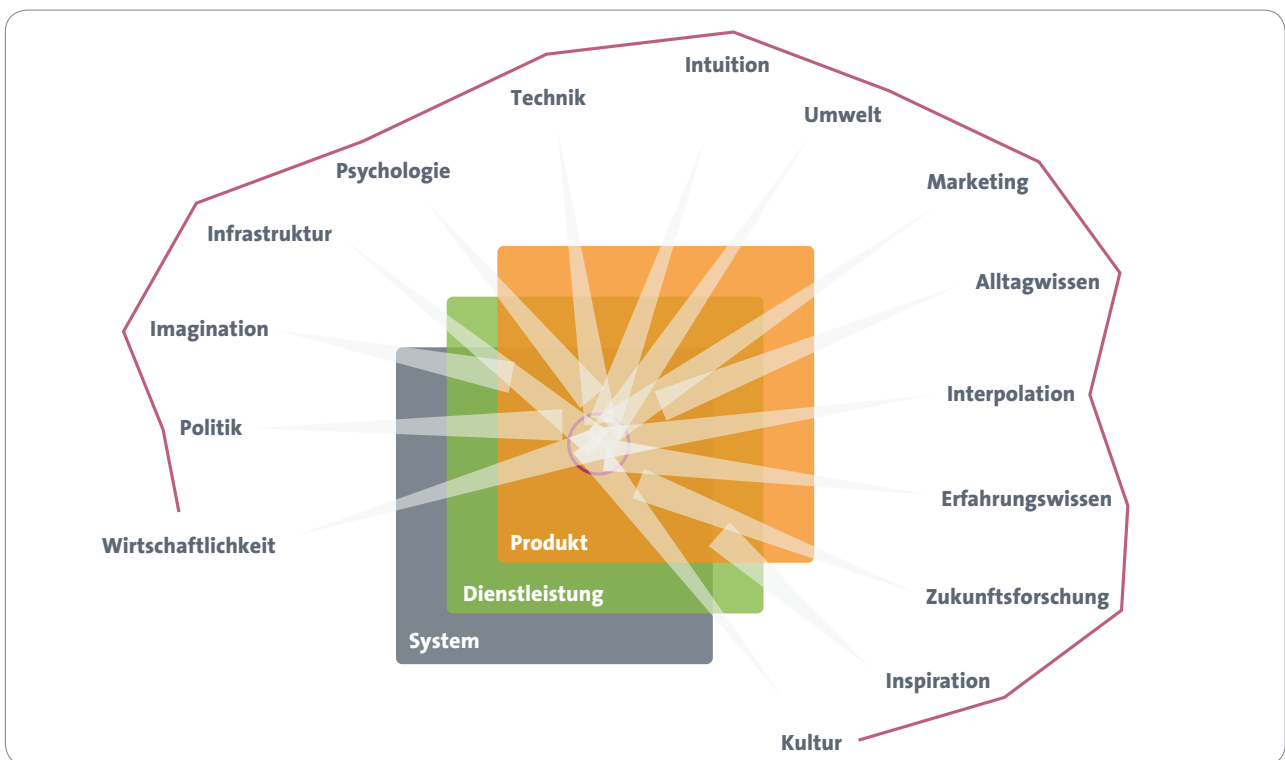 Intuition
Technik
Umwelt
Psychologie
Marketing
Infrastruktur
Alltagwissen
Imagination
Interpolation
Politik
Erfahrungswissen
Wirtschaftlichkeit
Produkt
Dienstleistung
Zukunftsforschung
System
Inspiration
Kultur